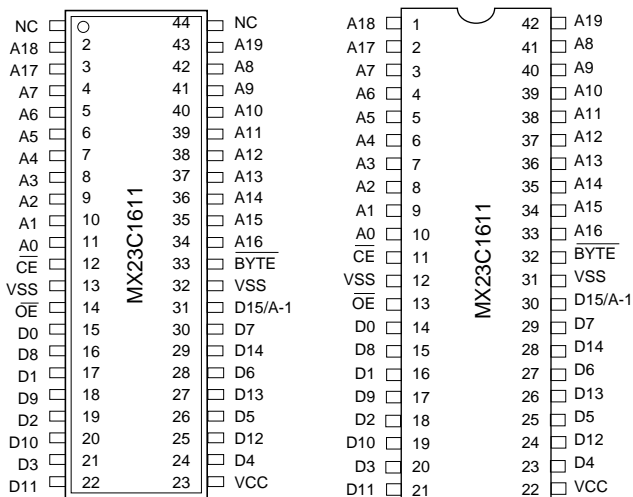 NC 44 NC
A18 2 43 A19
A17 3 42 A8
A7 4 41 A9
A6 5 40 A10
A5 6 39 A11
A4 7 38 A12
A3 8 37 A13
A2 9 36 A14
A1 10 35 A15
A0 11 34 A16
CE 12 33 BYTE
VSS 13 32 VSS
OE 14 31 D15/A-1
D0 15 30 D7
D8 16 29 D14
D1 17 28 D6
D9 18 27 D13
D2 19 26 D5
D10 20 25 D12
D3 21 24 D4
D11 22 23 VCC
MX23C1611
A18 1 42 A19
A17 2 41 A8
A7 3 40 A9
A6 4 39 A10
A5 5 38 A11
A4 6 37 A12
A3 7 36 A13
A2 8 35 A14
A1 9 34 A15
A0 10 33 A16
CE 11 32 BYTE
VSS 12 31 VSS
OE 13 30 D15/A-1
D0 14 29 D7
D8 15 28 D14
D1 16 27 D6
D9 17 26 D13
D2 18 25 D5
D10 19 24 D12
D3 20 23 D4
D11 21 22 VCC
MX23C1611